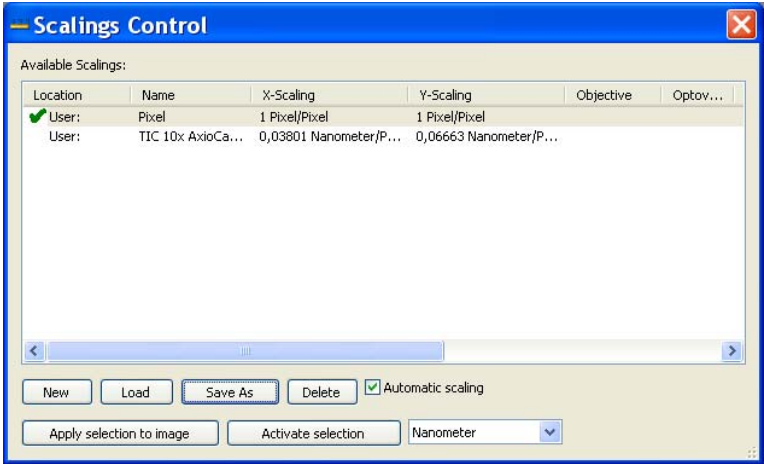 Scalings Control
Available Scalings:
Location Name X-Scaling Y-Scaling Objective Optov...
User: Pixel 1 Pixel/Pixel 1 Pixel/Pixel
User: TIC 10x AxioCa... 0,03801 Nanometer/P... 0,06663 Nanometer/P...
New Load Save As Delete Automatic scaling
Apply selection to image Activate selection Nanometer